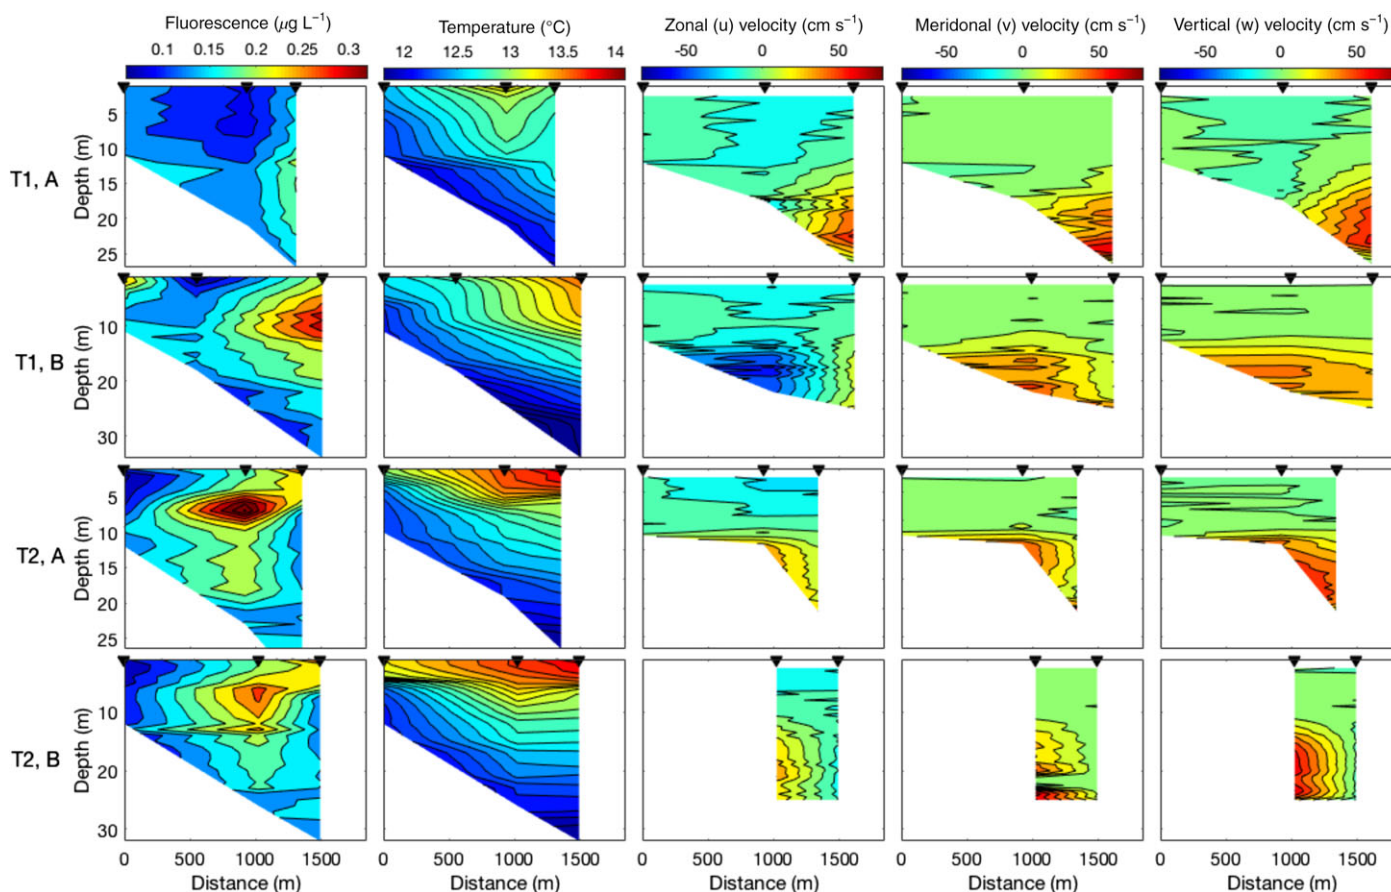 Fluorescence (μg L⁻¹) Temperature (°C) Zonal (u) velocity (cm s⁻¹) Meridonal (v) velocity (cm s⁻¹) Vertical (w) velocity (cm s⁻¹)
0.1 0.15 0.2 0.25 0.3 12 12.5 13 13.5 14 -50 0 50 -50 0 50 -50 0 50
T1, A
Depth (m)
5
10
15
20
25
T1, B
Depth (m)
10
20
30
T2, A
Depth (m)
5
10
15
20
25
T2, B
Depth (m)
10
20
30
0 500 1000 1500 0 500 1000 1500 0 500 1000 1500 0 500 1000 1500 0 500 1000 1500
Distance (m) Distance (m) Distance (m) Distance (m) Distance (m)